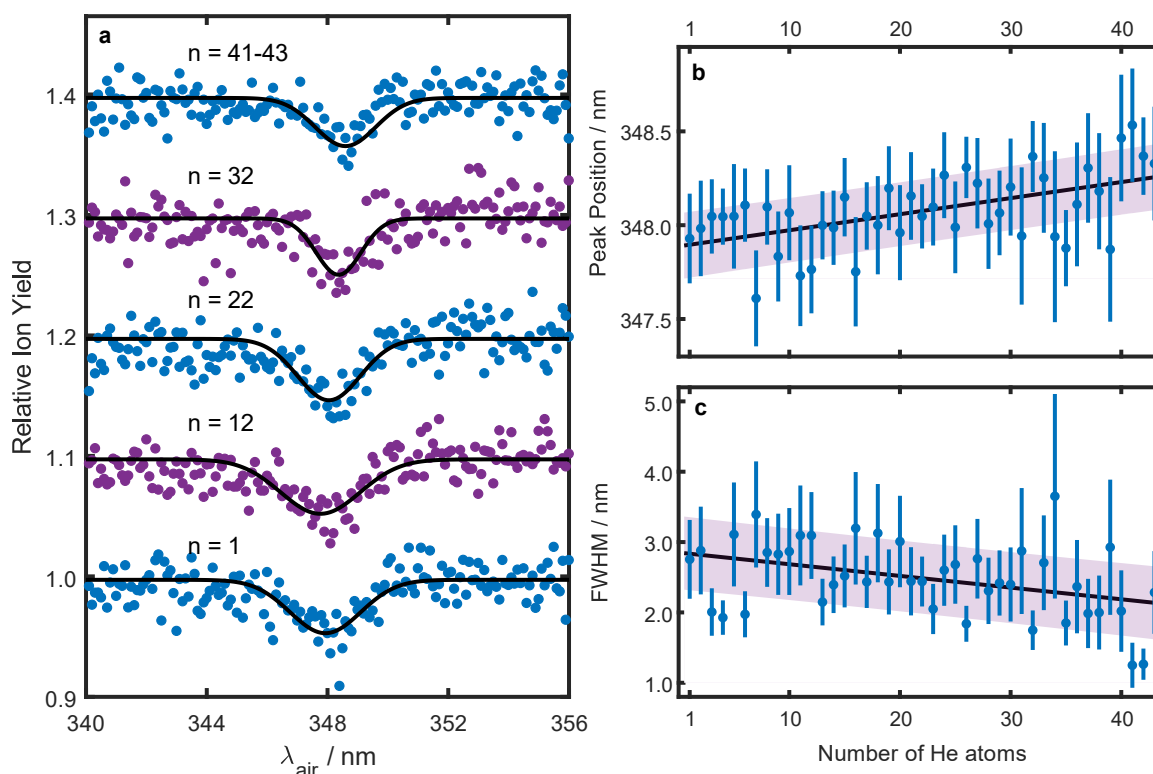 a
n = 41-43
n = 32
n = 22
n = 12
n = 1
Relative Ion Yield
1.4
1.3
1.2
1.1
1.0
0.9
340
344
348
352
356
λair / nm
1
10
20
30
40
b
Peak Position / nm
348.5
348.0
347.5
c
FWHM / nm
5.0
4.0
3.0
2.0
1.0
1
10
20
30
40
Number of He atoms